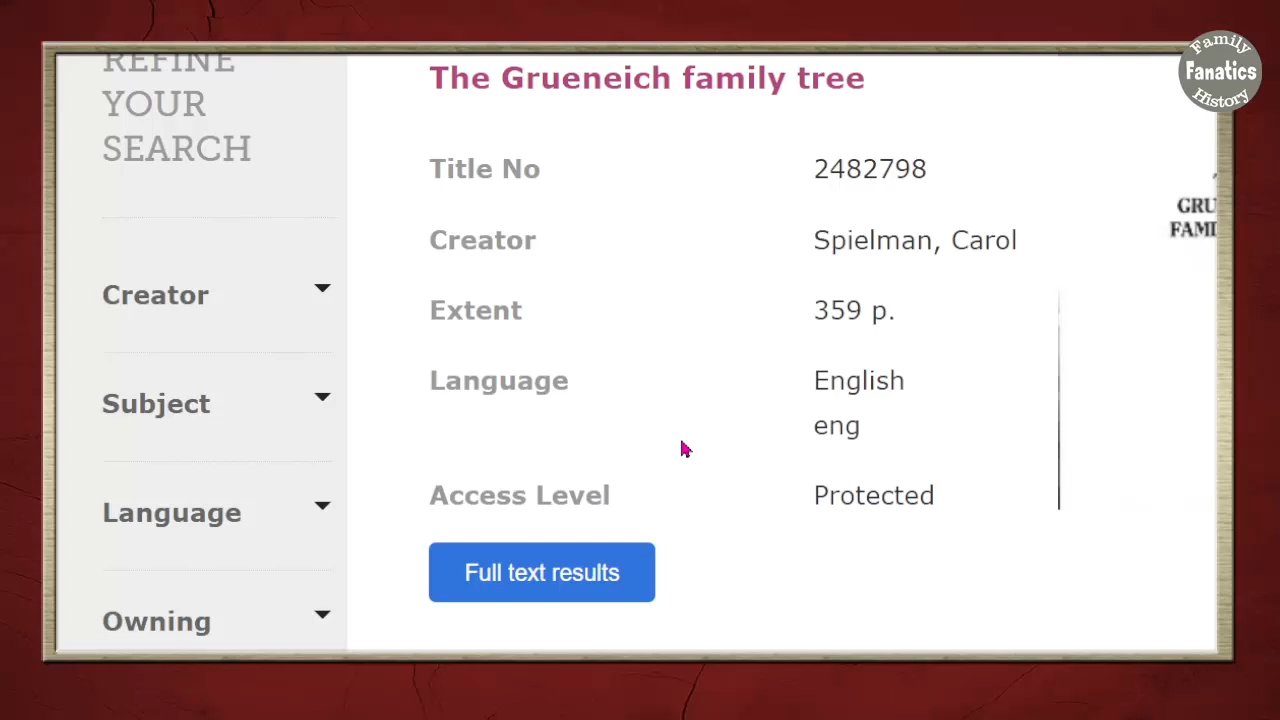 REFINE
YOUR
SEARCH
Creator
Subject
Language
Owning
The Grueneich family tree
Title No 2482798
Creator Spielman, Carol
Extent 359 p.
Language English
eng
Access Level Protected
Full text results
Family
Fanatics
History